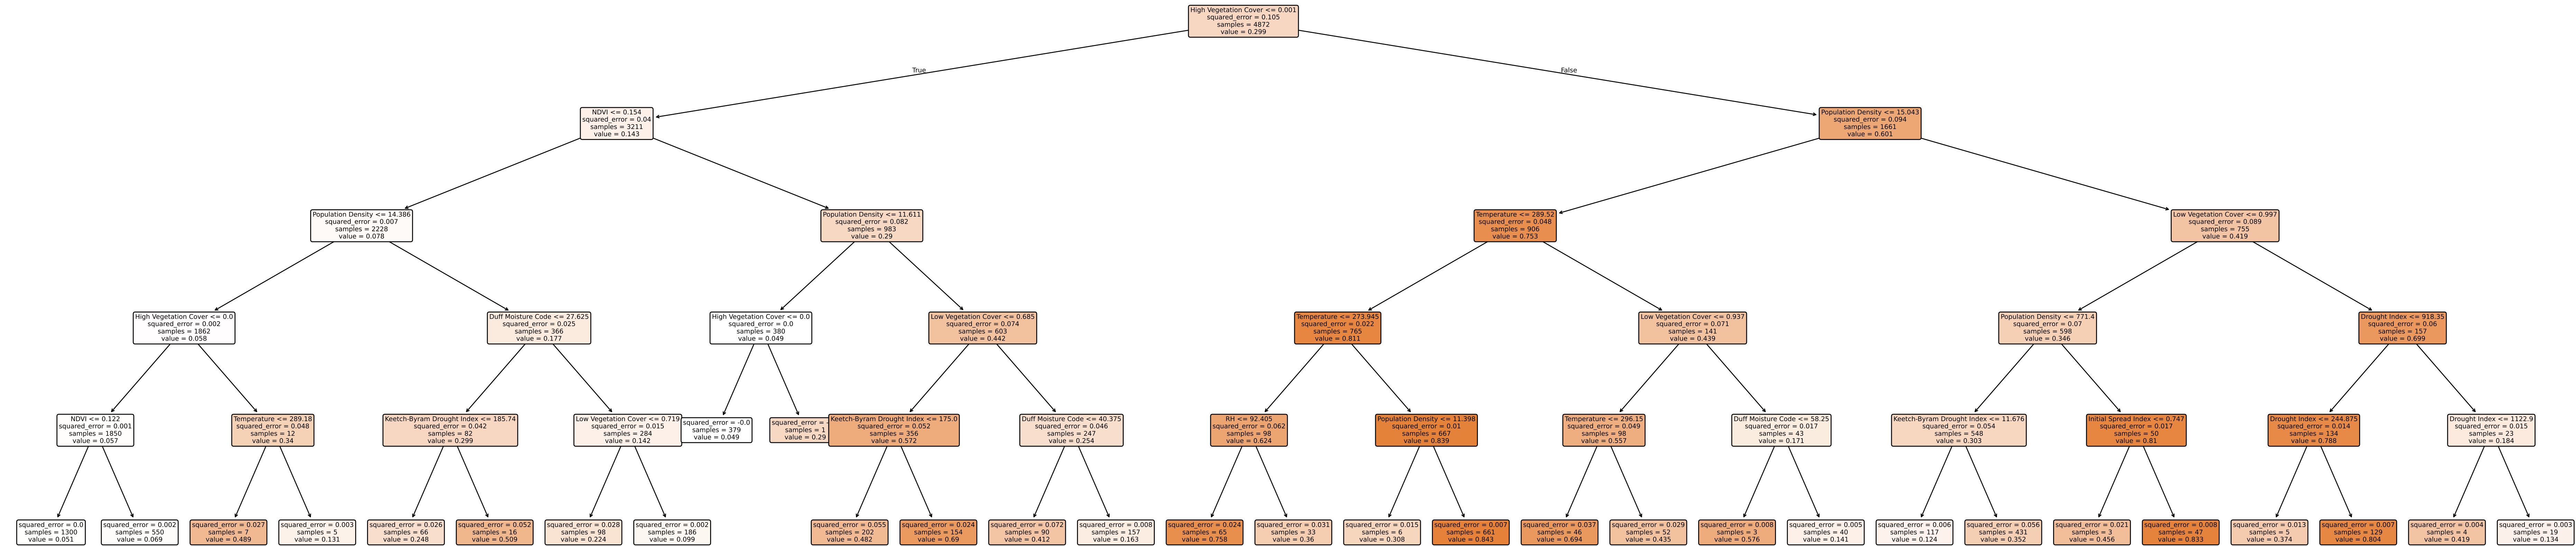 High Vegetation Cover <= 0.001
squared_error = 0.105
samples = 4872
value = 0.299
True
False
NDVI <= 0.154
squared_error = 0.04
samples = 3211
value = 0.143
Population Density <= 15.043
squared_error = 0.094
samples = 1661
value = 0.601
Population Density <= 14.386
squared_error = 0.007
samples = 2228
value = 0.078
Population Density <= 11.611
squared_error = 0.082
samples = 983
value = 0.29
Temperature <= 289.52
squared_error = 0.048
samples = 906
value = 0.753
Low Vegetation Cover <= 0.997
squared_error = 0.089
samples = 755
value = 0.419
High Vegetation Cover <= 0.0
squared_error = 0.002
samples = 1862
value = 0.058
Duff Moisture Code <= 27.625
squared_error = 0.025
samples = 366
value = 0.177
High Vegetation Cover <= 0.0
squared_error = 0.0
samples = 380
value = 0.049
Low Vegetation Cover <= 0.685
squared_error = 0.074
samples = 603
value = 0.442
Temperature <= 273.945
squared_error = 0.022
samples = 765
value = 0.811
Low Vegetation Cover <= 0.937
squared_error = 0.071
samples = 141
value = 0.439
Population Density <= 771.4
squared_error = 0.07
samples = 598
value = 0.346
Drought Index <= 918.35
squared_error = 0.06
samples = 157
value = 0.699
NDVI <= 0.122
squared_error = 0.001
samples = 1850
value = 0.057
Temperature <= 289.18
squared_error = 0.048
samples = 12
value = 0.34
Keetch-Byram Drought Index <= 185.74
squared_error = 0.042
samples = 82
value = 0.299
Low Vegetation Cover <= 0.719
squared_error = 0.015
samples = 284
value = 0.142
squared_error = -0.0
samples = 379
value = 0.049
squared_error =
samples = 1
value = 0.29
Keetch-Byram Drought Index <= 175.0
squared_error = 0.052
samples = 356
value = 0.572
Duff Moisture Code <= 40.375
squared_error = 0.046
samples = 247
value = 0.254
RH <= 92.405
squared_error = 0.062
samples = 98
value = 0.624
Population Density <= 11.398
squared_error = 0.01
samples = 667
value = 0.839
Temperature <= 296.15
squared_error = 0.049
samples = 98
value = 0.557
Duff Moisture Code <= 58.25
squared_error = 0.017
samples = 43
value = 0.171
Keetch-Byram Drought Index <= 11.676
squared_error = 0.054
samples = 548
value = 0.303
Initial Spread Index <= 0.747
squared_error = 0.017
samples = 50
value = 0.81
Drought Index <= 244.875
squared_error = 0.014
samples = 134
value = 0.788
Drought Index <= 1122.9
squared_error = 0.015
samples = 23
value = 0.184
squared_error = 0.0
samples = 1300
value = 0.051
squared_error = 0.002
samples = 550
value = 0.069
squared_error = 0.027
samples = 7
value = 0.489
squared_error = 0.003
samples = 5
value = 0.131
squared_error = 0.026
samples = 66
value = 0.248
squared_error = 0.052
samples = 16
value = 0.509
squared_error = 0.028
samples = 98
value = 0.224
squared_error = 0.002
samples = 186
value = 0.099
squared_error = 0.055
samples = 202
value = 0.482
squared_error = 0.024
samples = 154
value = 0.69
squared_error = 0.072
samples = 90
value = 0.412
squared_error = 0.008
samples = 157
value = 0.163
squared_error = 0.024
samples = 65
value = 0.758
squared_error = 0.031
samples = 33
value = 0.36
squared_error = 0.015
samples = 6
value = 0.308
squared_error = 0.007
samples = 661
value = 0.843
squared_error = 0.037
samples = 46
value = 0.694
squared_error = 0.029
samples = 52
value = 0.435
squared_error = 0.008
samples = 3
value = 0.576
squared_error = 0.005
samples = 40
value = 0.141
squared_error = 0.006
samples = 117
value = 0.124
squared_error = 0.056
samples = 431
value = 0.352
squared_error = 0.021
samples = 3
value = 0.456
squared_error = 0.008
samples = 47
value = 0.833
squared_error = 0.013
samples = 5
value = 0.374
squared_error = 0.007
samples = 129
value = 0.804
squared_error = 0.004
samples = 4
value = 0.419
squared_error = 0.003
samples = 19
value = 0.134